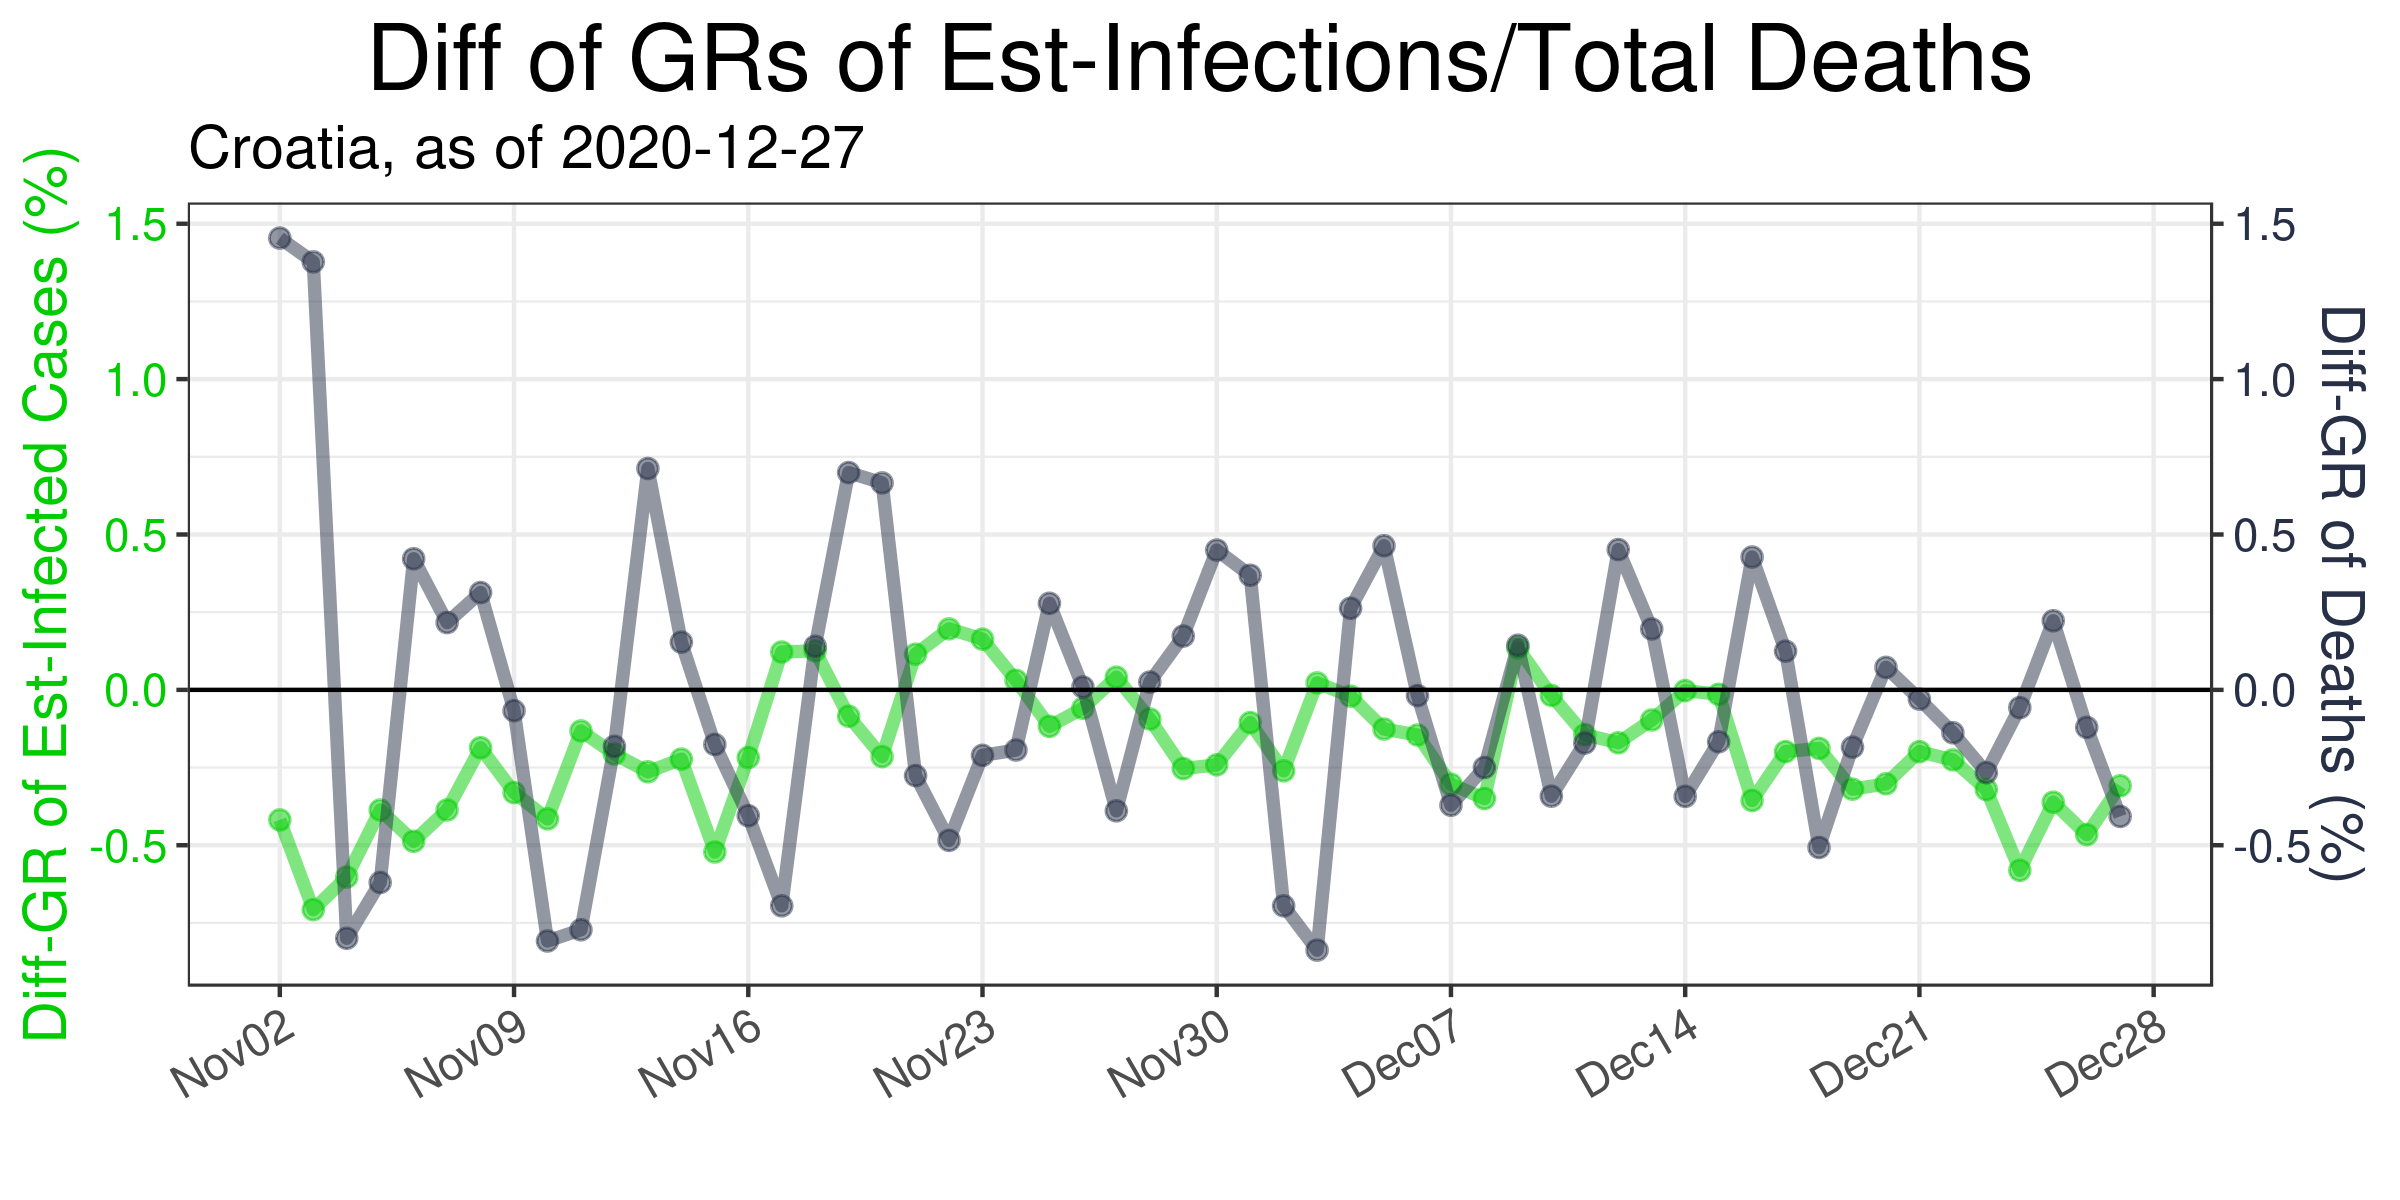 Diff of GRs of Est-Infections/Total Deaths
Croatia, as of 2020-12-27
Diff-GR of Est-Infected Cases (%)
1.5
1.0
0.5
0.0
-0.5
1.5
1.0
0.5
0.0
-0.5
Diff-GR of Deaths (%)
Nov02
Nov09
Nov16
Nov23
Nov30
Dec07
Dec14
Dec21
Dec28